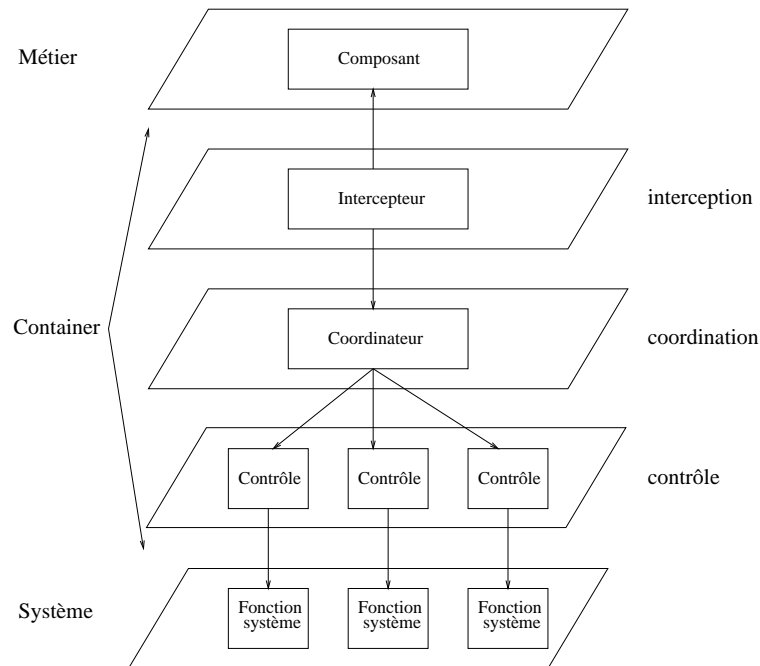 Métier
Composant
Intercepteur
interception
Container
Coordinateur
coordination
Contrôle
Contrôle
Contrôle
contrôle
Système
Fonction
système
Fonction
système
Fonction
système